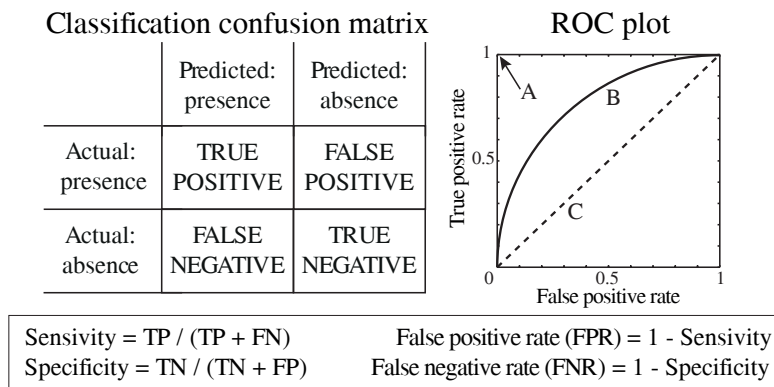 Classification confusion matrix
Predicted:
presence
Predicted:
absence
Actual:
presence
TRUE
POSITIVE
FALSE
POSITIVE
Actual:
absence
FALSE
NEGATIVE
TRUE
NEGATIVE
ROC plot
1
0.5
0
0.5
1
A
B
C
True positive rate
False positive rate
Sensivity = TP / (TP + FN)
False positive rate (FPR) = 1 - Sensivity
Specificity = TN / (TN + FP)
False negative rate (FNR) = 1 - Specificity